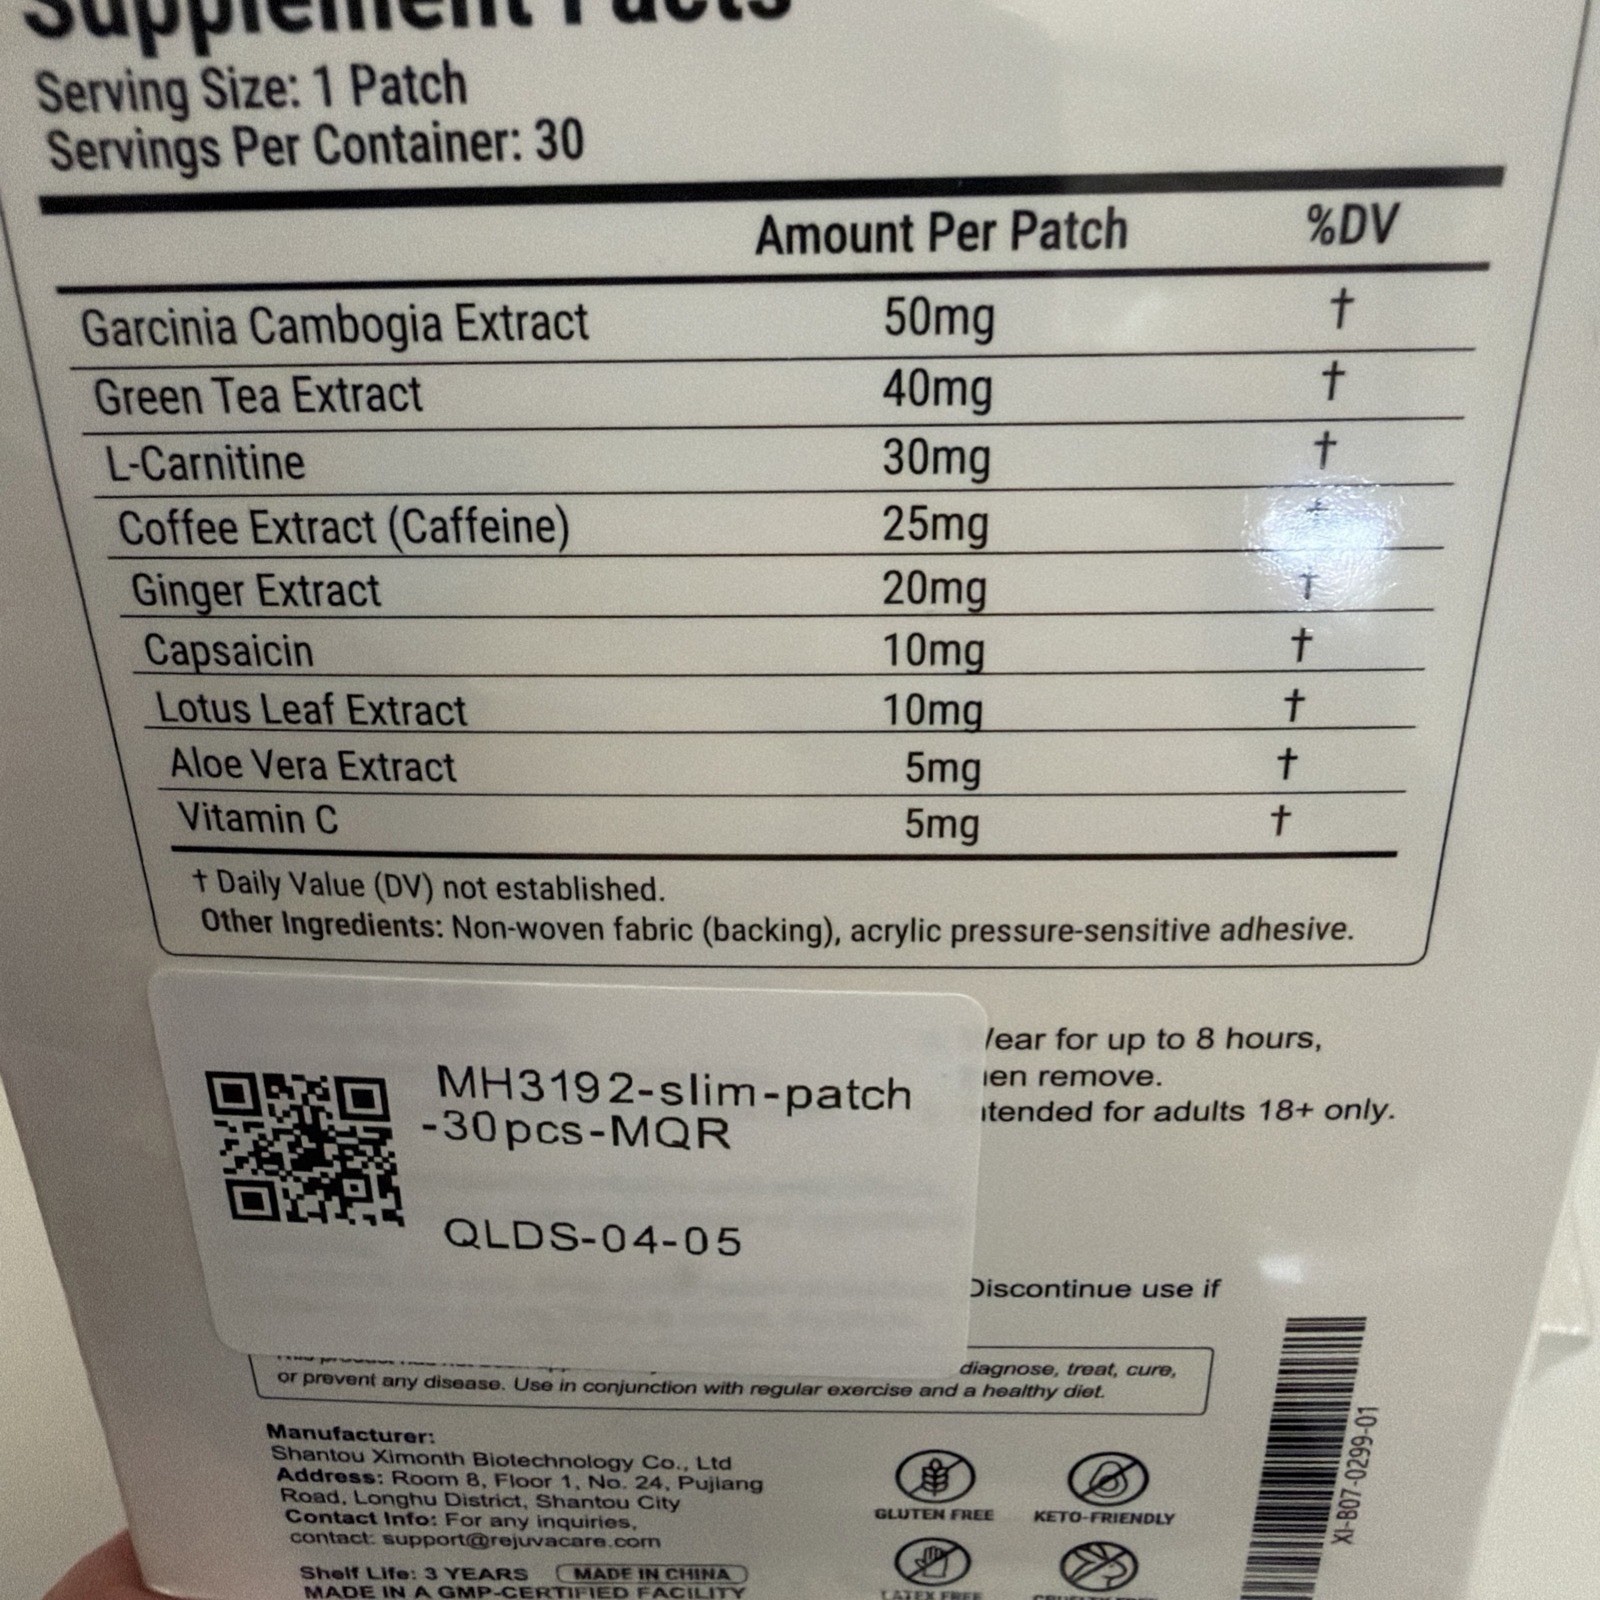 Supplement Facts
Serving Size: 1 Patch
Servings Per Container: 30
Amount Per Patch %DV
Garcinia Cambogia Extract 50mg †
Green Tea Extract 40mg †
L-Carnitine 30mg †
Coffee Extract (Caffeine) 25mg †
Ginger Extract 20mg †
Capsaicin 10mg †
Lotus Leaf Extract 10mg †
Aloe Vera Extract 5mg †
Vitamin C 5mg †
† Daily Value (DV) not established.
Other Ingredients: Non-woven fabric (backing), acrylic pressure-sensitive adhesive.
for up to 8 hours,
remove.
for adults 18+ only.
MH3192-slim-patch
-30pcs-MQR
QLDS-04-05
Discontinue use if
diagnose, treat, cure,
or prevent any disease. Use in conjunction with regular exercise and a healthy diet.
Manufacturer:
Shantou Ximonth Biotechnology Co., Ltd
Address: Room 8, Floor 1, No. 24, Pujiang
Road, Longhu District, Shantou City
Contact Info: For any inquiries,
contact: support@rejuvacare.com
Shelf Life: 3 YEARS MADE IN CHINA
MADE IN A GMP-CERTIFIED FACILITY
GLUTEN FREE KETO-FRIENDLY
LATEX FREE CRUELTY FREE
XI-B07-0299-01